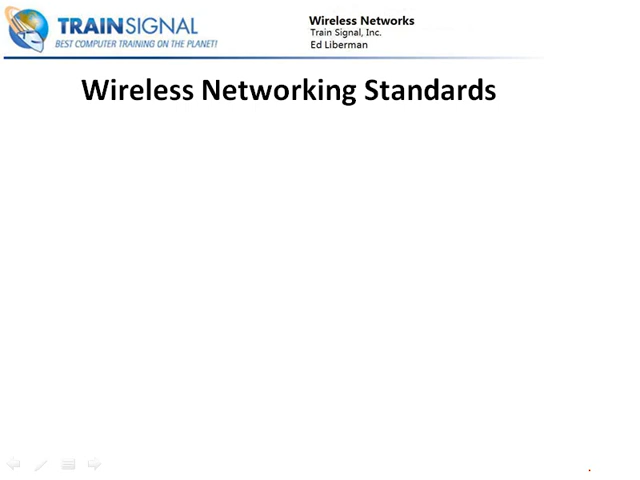 TRAINSIGNAL
BEST COMPUTER TRAINING ON THE PLANET!
Wireless Networks
Train Signal, Inc.
Ed Liberman
Wireless Networking Standards